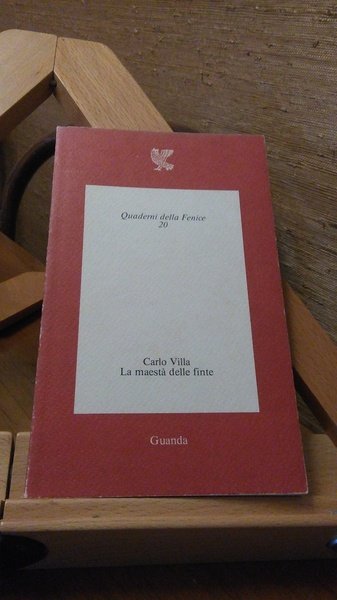 Quaderni della Fenice
20
Carlo Villa
La maestà delle finte
Guanda